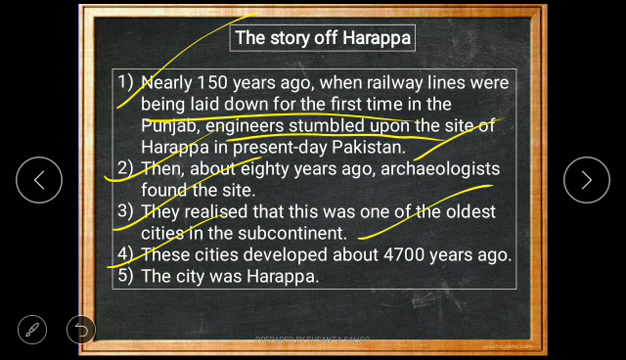 The story off Harappa
1) Nearly 150 years ago, when railway lines were
being laid down for the first time in the
Punjab, engineers stumbled upon the site of
Harappa in present-day Pakistan.
2) Then, about eighty years ago, archaeologists
found the site.
3) They realised that this was one of the oldest
cities in the subcontinent.
4) These cities developed about 4700 years ago.
5) The city was Harappa.